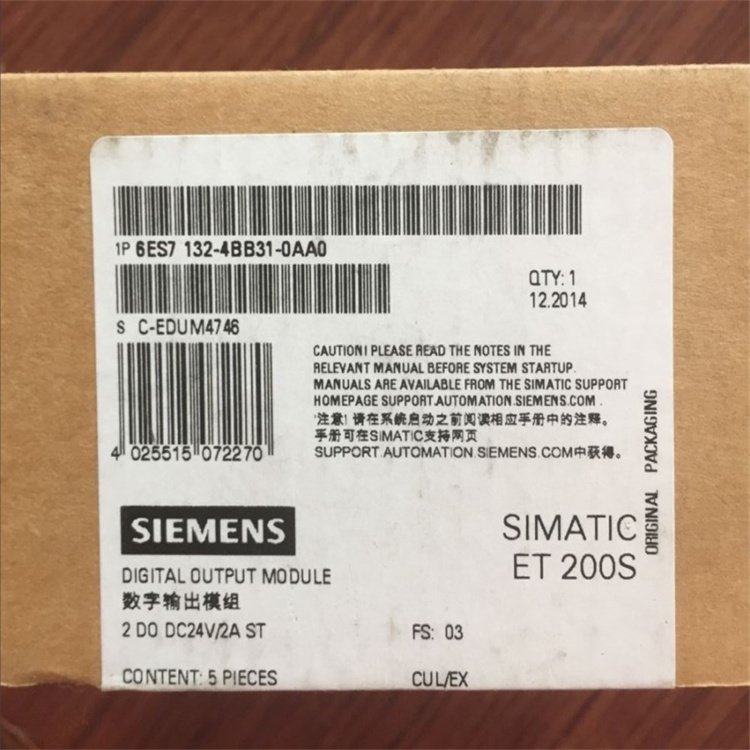 1P 6ES7 132-4BB31-0AA0
QTY: 1
12.2014
S C-EDUM4746
CAUTION! PLEASE READ THE NOTES IN THE
RELEVANT MANUAL BEFORE SYSTEM STARTUP.
MANUALS ARE AVAILABLE FROM THE SIMATIC SUPPORT
HOMEPAGE SUPPORT.AUTOMATION.SIEMENS.COM .
'注意! 请在系统启动之前阅读相应手册中的注释。
手册可在SIMATIC支持网页
SUPPORT.AUTOMATION.SIEMENS.COM中获得。
4 025515 072270
ORIGINAL PACKAGING
SIEMENS
SIMATIC
ET 200S
DIGITAL OUTPUT MODULE
数字输出模组
2 DO DC24V/2A ST
FS: 03
CONTENT: 5 PIECES
CUL/EX